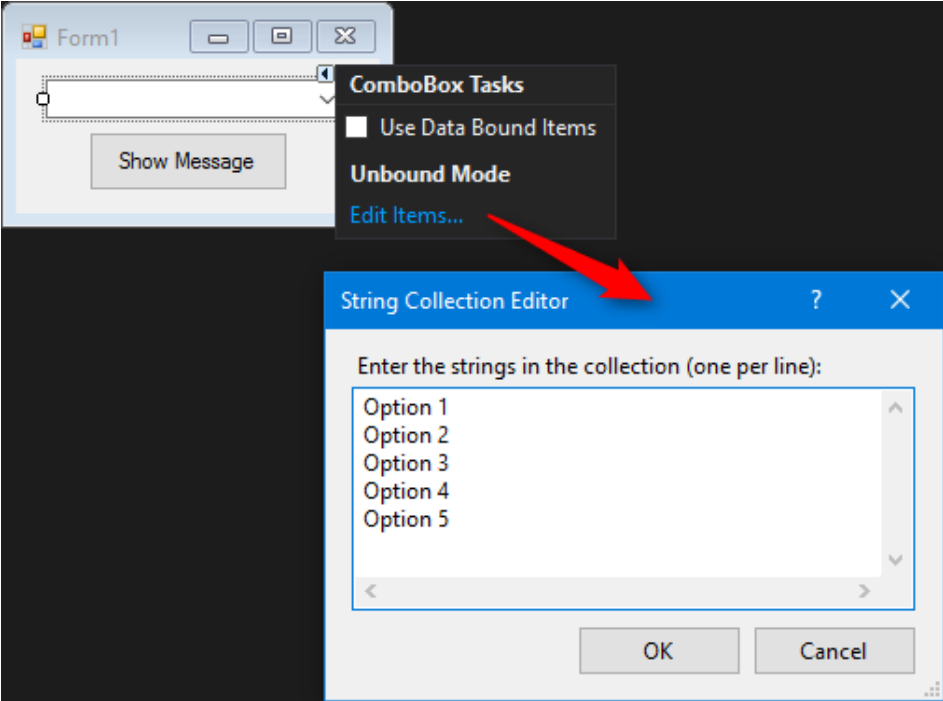 Form1
Show Message
ComboBox Tasks
Use Data Bound Items
Unbound Mode
Edit Items...
String Collection Editor
?
Enter the strings in the collection (one per line):
Option 1
Option 2
Option 3
Option 4
Option 5
OK
Cancel